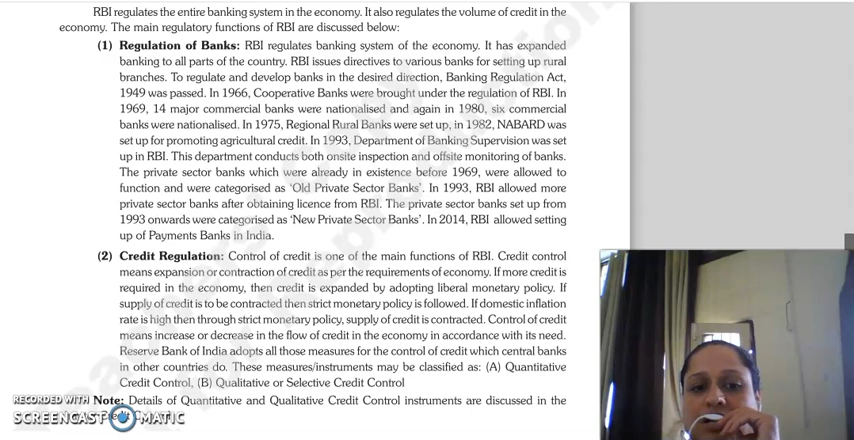 RBI regulates the entire banking system in the economy. It also regulates the volume of credit in the
economy. The main regulatory functions of RBI are discussed below:
(1) Regulation of Banks: RBI regulates banking system of the economy. It has expanded
banking to all parts of the country. RBI issues directives to various banks for setting up rural
branches. To regulate and develop banks in the desired direction, Banking Regulation Act,
1949 was passed. In 1966, Cooperative Banks were brought under the regulation of RBI. In
1969, 14 major commercial banks were nationalised and again in 1980, six commercial
banks were nationalised. In 1975, Regional Rural Banks were set up, in 1982, NABARD was
set up for promoting agricultural credit. In 1993, Department of Banking Supervision was set
up in RBI. This department conducts both onsite inspection and offsite monitoring of banks.
The private sector banks which were already in existence before 1969, were allowed to
function and were categorised as 'Old Private Sector Banks'. In 1993, RBI allowed more
private sector banks after obtaining licence from RBI. The private sector banks set up from
1993 onwards were categorised as 'New Private Sector Banks'. In 2014, RBI allowed setting
up of Payments Banks in India.
(2) Credit Regulation: Control of credit is one of the main functions of RBI. Credit control
means expansion or contraction of credit as per the requirements of economy. If more credit is
required in the economy, then credit is expanded by adopting liberal monetary policy. If
supply of credit is to be contracted then strict monetary policy is followed. If domestic inflation
rate is high then through strict monetary policy, supply of credit is contracted. Control of credit
means increase or decrease in the flow of credit in the economy in accordance with its need.
Reserve Bank of India adopts all those measures for the control of credit which central banks
in other countries do. These measures/instruments may be classified as: (A) Quantitative
Credit Control, (B) Qualitative or Selective Credit Control
Note: Details of Quantitative and Qualitative Credit Control instruments are discussed in the
RECORDED WITH
SCREENCAST MATIC